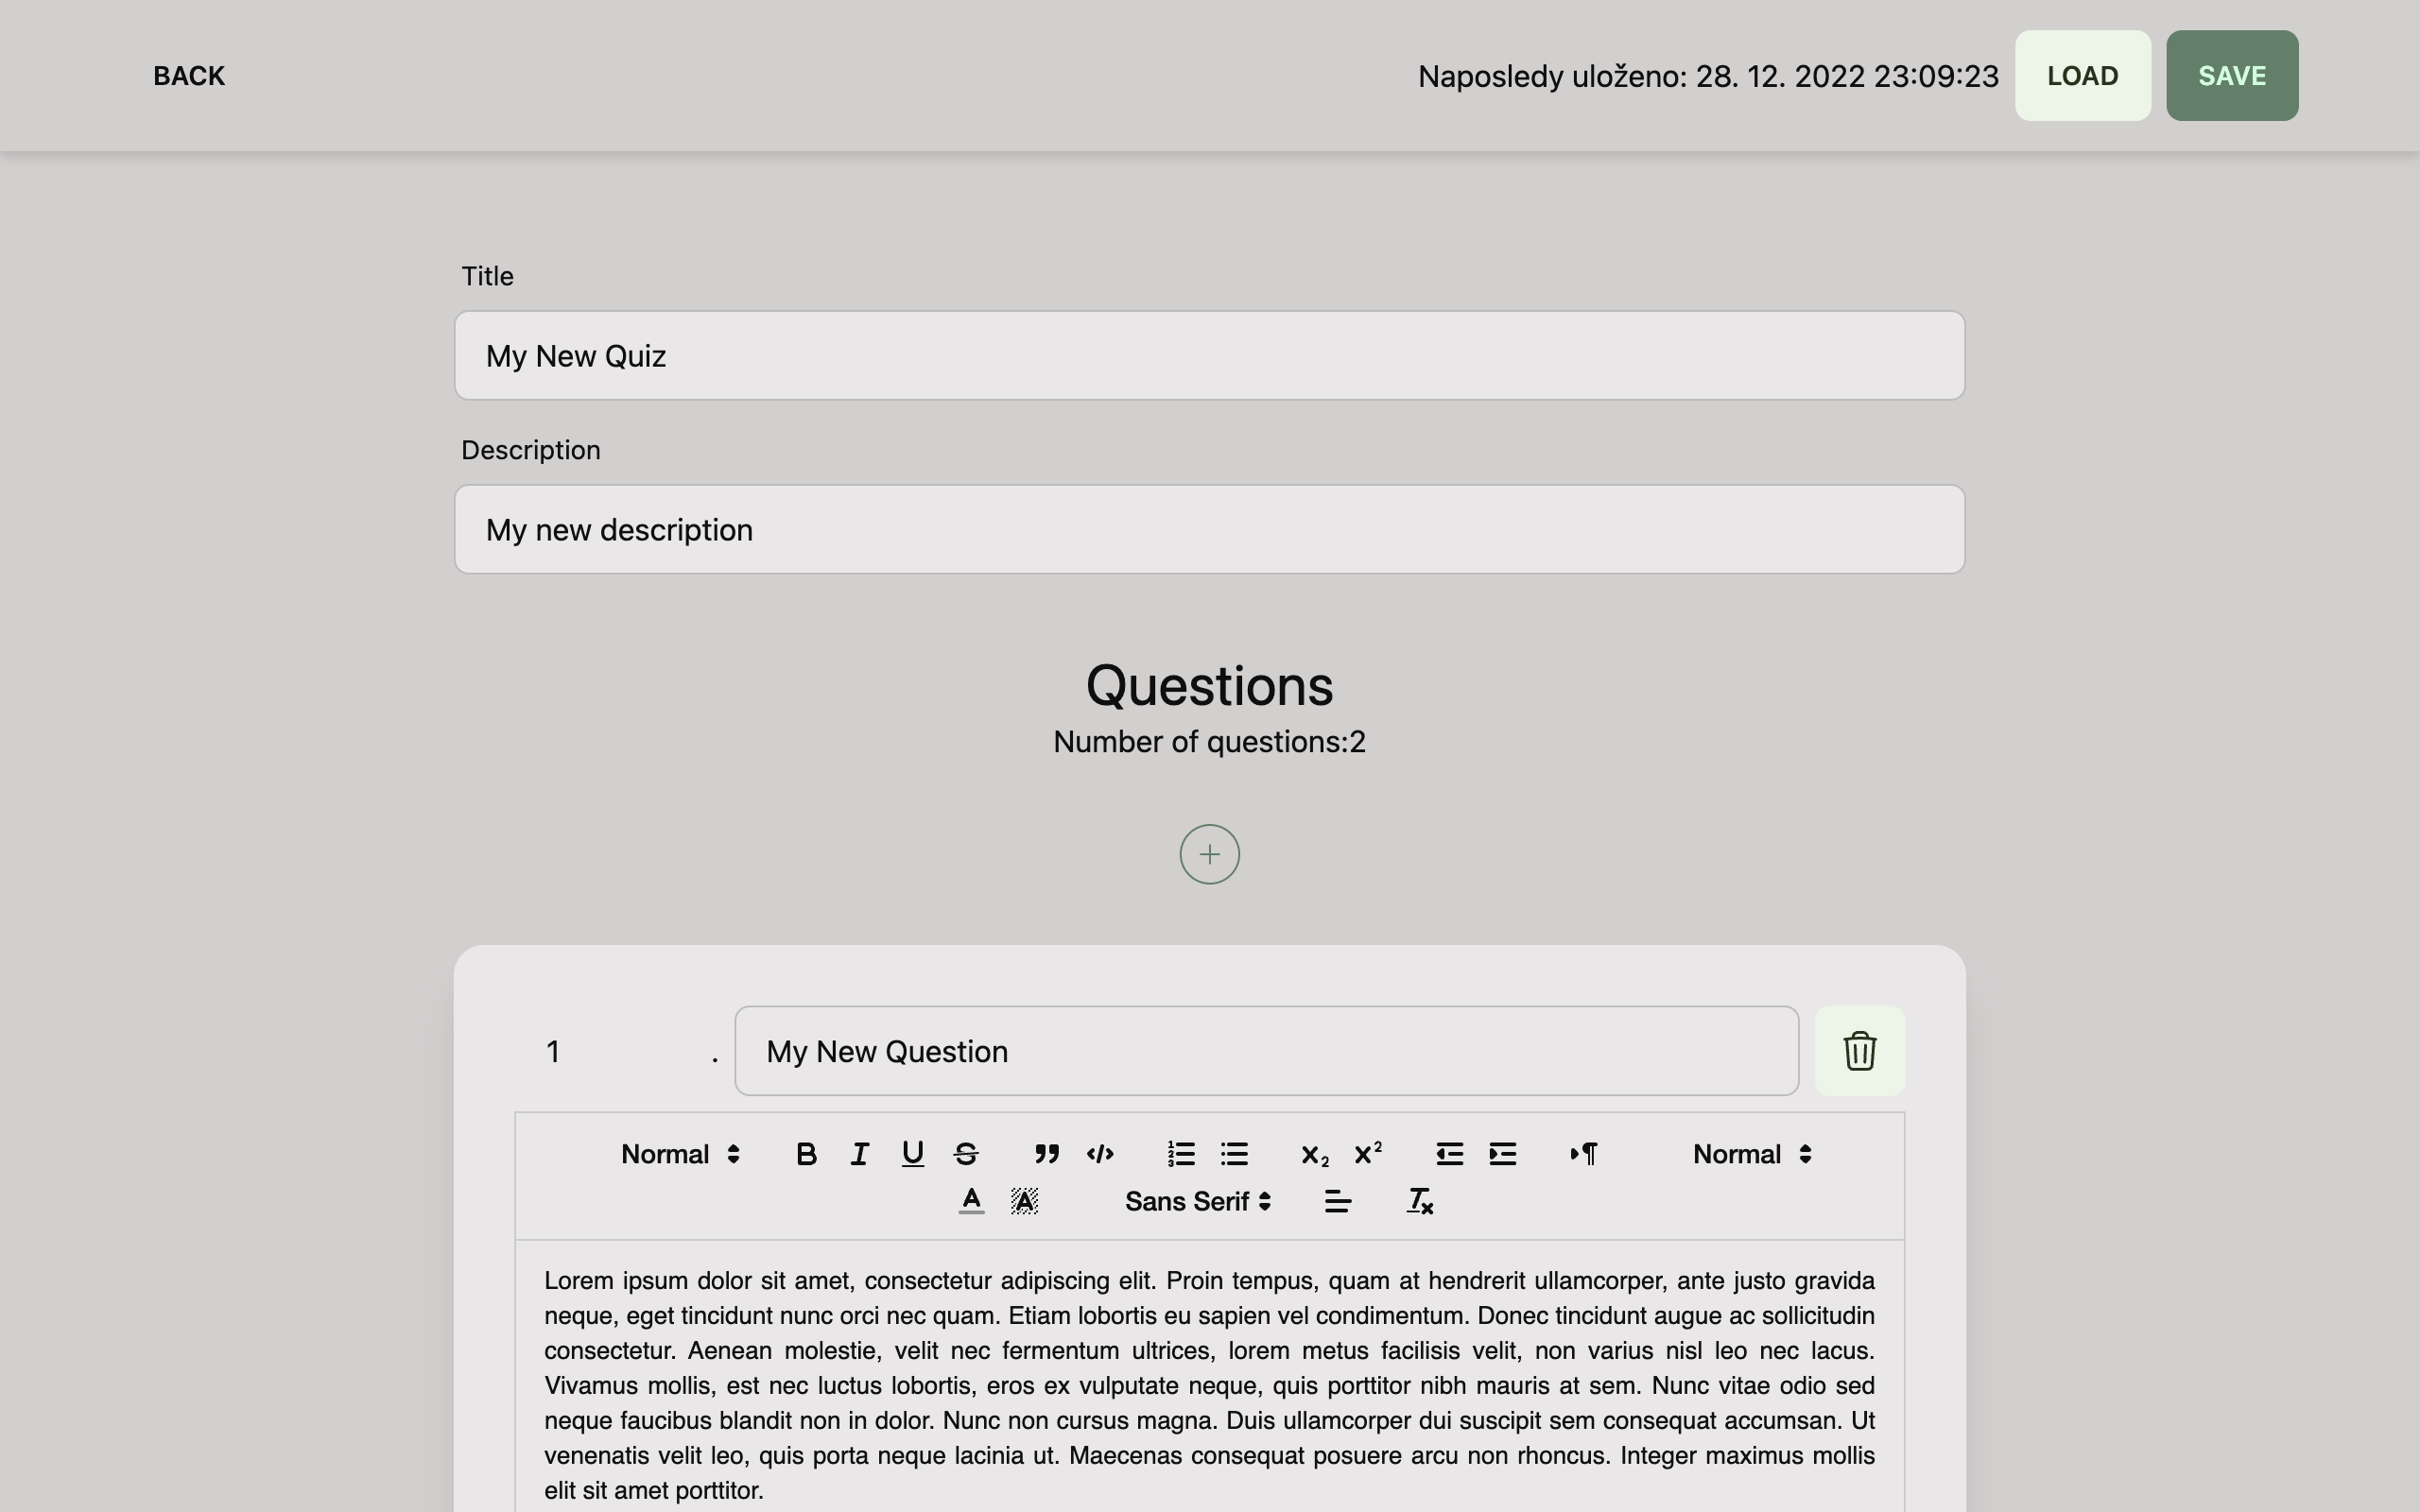 BACK
Naposledy uloženo: 28. 12. 2022 23:09:23
LOAD
SAVE
Title
My New Quiz
Description
My new description
Questions
Number of questions:2
1 . My New Question
Normal B I U S x₂ x² Normal
A A Sans Serif
Lorem ipsum dolor sit amet, consectetur adipiscing elit. Proin tempus, quam at hendrerit ullamcorper, ante justo gravida
neque, eget tincidunt nunc orci nec quam. Etiam lobortis eu sapien vel condimentum. Donec tincidunt augue ac sollicitudin
consectetur. Aenean molestie, velit nec fermentum ultrices, lorem metus facilisis velit, non varius nisl leo nec lacus.
Vivamus mollis, est nec luctus lobortis, eros ex vulputate neque, quis porttitor nibh mauris at sem. Nunc vitae odio sed
neque faucibus blandit non in dolor. Nunc non cursus magna. Duis ullamcorper dui suscipit sem consequat accumsan. Ut
venenatis velit leo, quis porta neque lacinia ut. Maecenas consequat posuere arcu non rhoncus. Integer maximus mollis
elit sit amet porttitor.